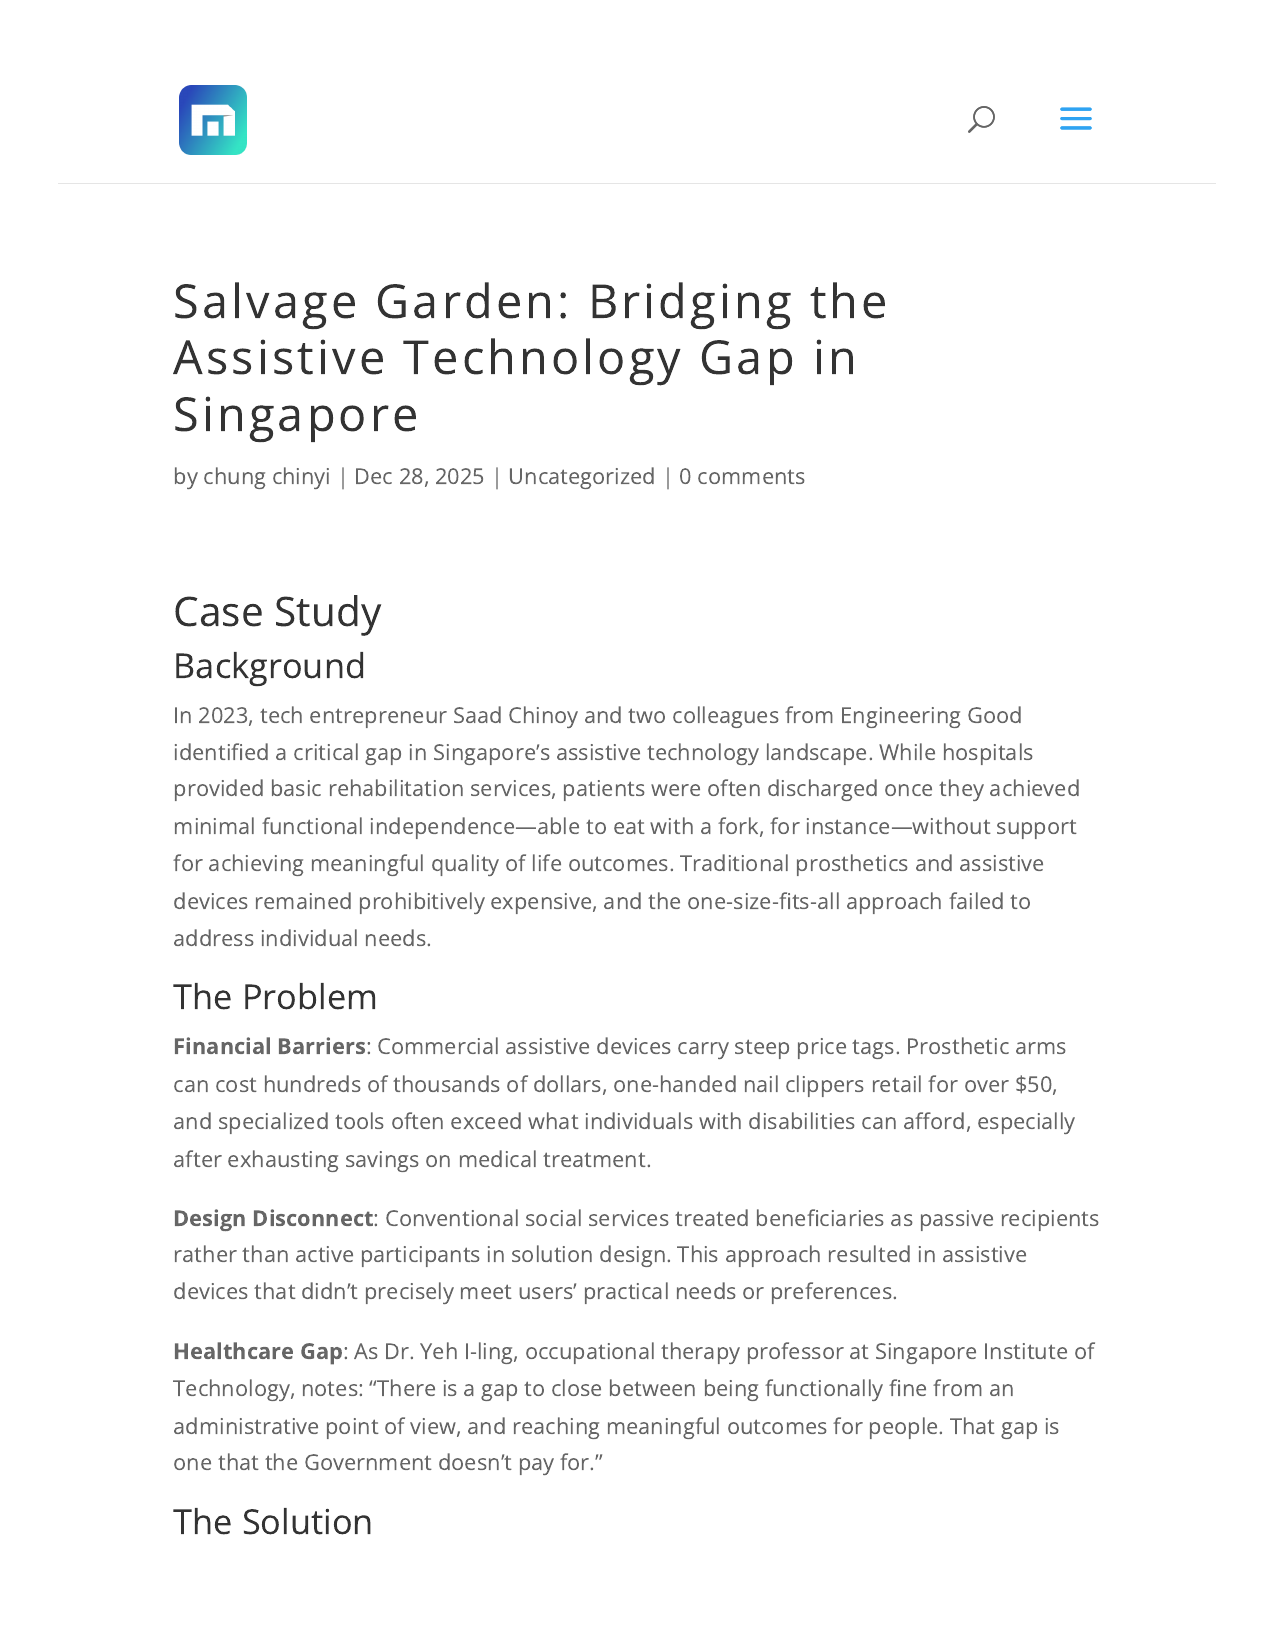 Salvage Garden: Bridging the
Assistive Technology Gap in
Singapore
by chung chinyi | Dec 28, 2025 | Uncategorized | 0 comments
Case Study
Background
In 2023, tech entrepreneur Saad Chinoy and two colleagues from Engineering Good
identified a critical gap in Singapore’s assistive technology landscape. While hospitals
provided basic rehabilitation services, patients were often discharged once they achieved
minimal functional independence—able to eat with a fork, for instance—without support
for achieving meaningful quality of life outcomes. Traditional prosthetics and assistive
devices remained prohibitively expensive, and the one-size-fits-all approach failed to
address individual needs.
The Problem
Financial Barriers: Commercial assistive devices carry steep price tags. Prosthetic arms
can cost hundreds of thousands of dollars, one-handed nail clippers retail for over $50,
and specialized tools often exceed what individuals with disabilities can afford, especially
after exhausting savings on medical treatment.
Design Disconnect: Conventional social services treated beneficiaries as passive recipients
rather than active participants in solution design. This approach resulted in assistive
devices that didn’t precisely meet users’ practical needs or preferences.
Healthcare Gap: As Dr. Yeh I-ling, occupational therapy professor at Singapore Institute of
Technology, notes: “There is a gap to close between being functionally fine from an
administrative point of view, and reaching meaningful outcomes for people. That gap is
one that the Government doesn’t pay for.”
The Solution